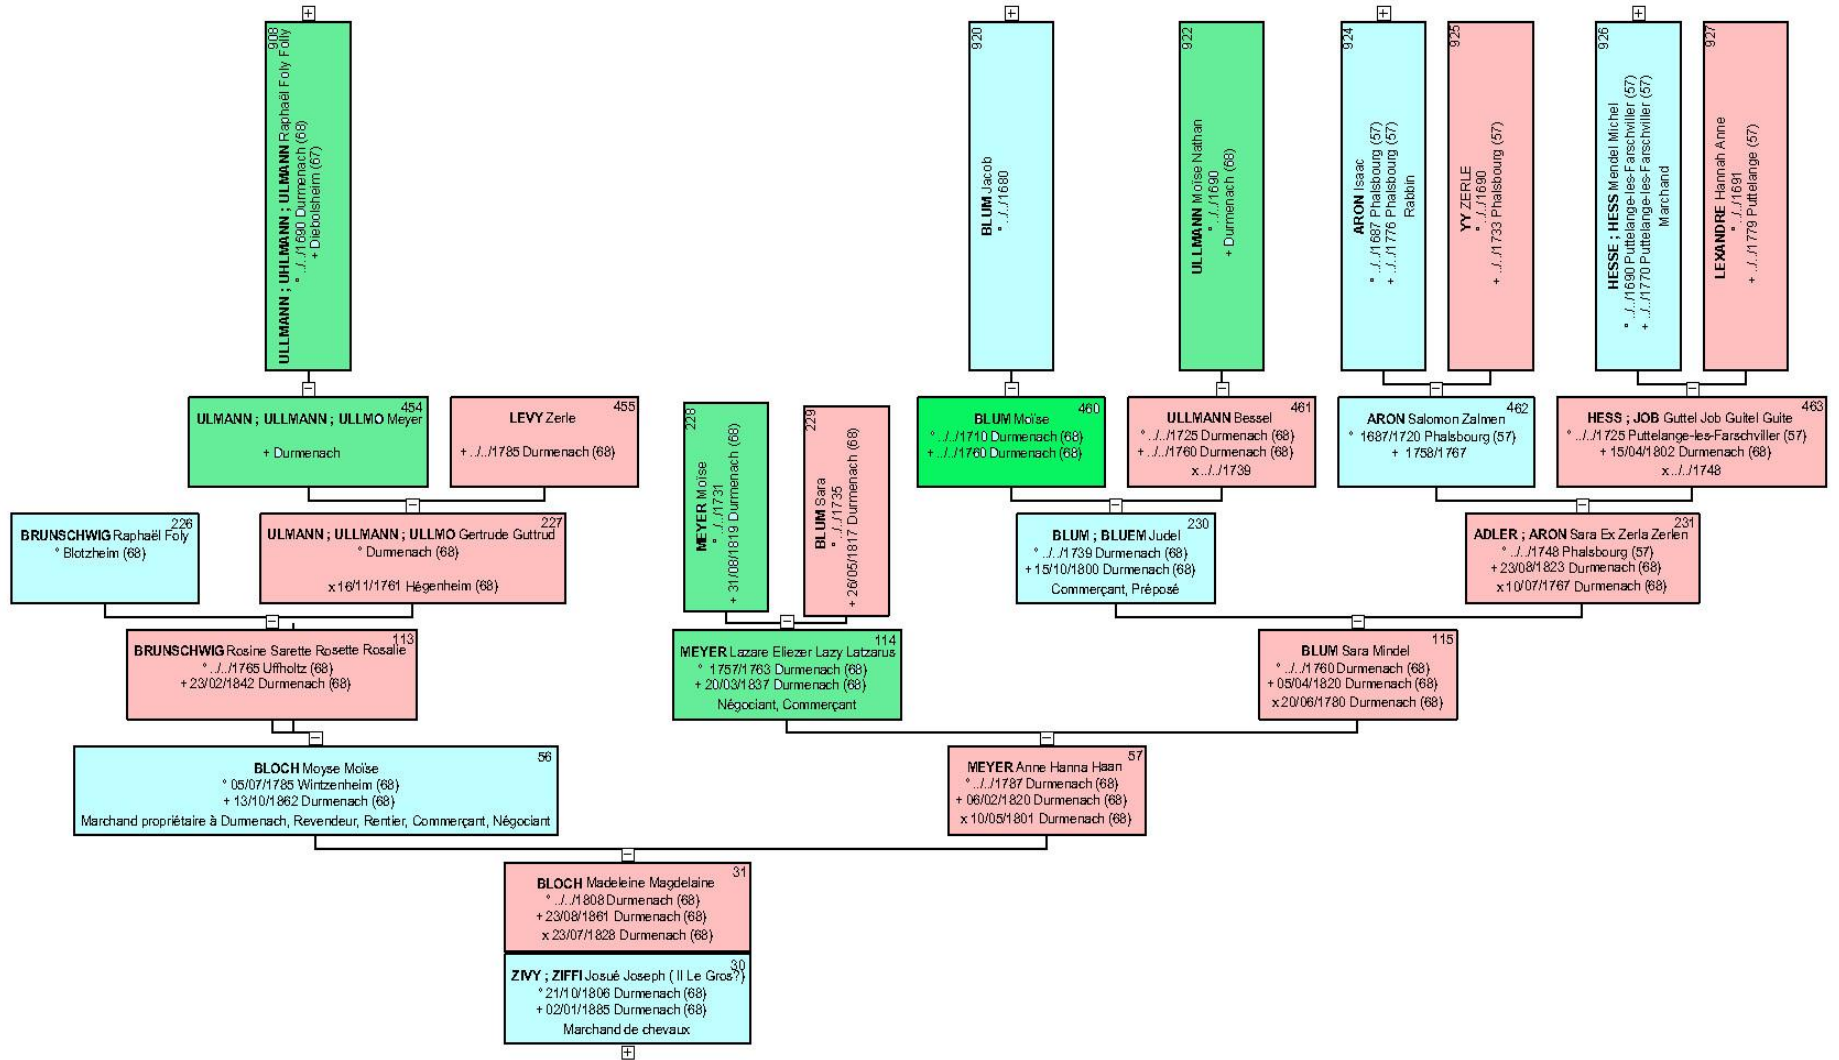 908
ULLMANN ; UHLMANN ; ULMANN Raphaël Foly Folly
° ../../1690 Durmenach (68)
+ Diebolsheim (67)
920
BLUM Jacob
° ../../1680
922
ULLMANN Moïse Nathan
° ../../1690
+ Durmenach (68)
924
ARON Isaac
° ../../1687 Phalsbourg (57)
+ ../../1776 Phalsbourg (57)
Rabbin
925
YY ZERLE
° ../../1690
+ ../../1733 Phalsbourg (57)
926
HESSE ; HESS Mendel Michel
° ../../1690 Puttelange-les-Farschviller (57)
+ ../../1770 Puttelange-les-Farschviller (57)
Marchand
927
LEXANDRE Hannah Anne
° ../../1691
+ ../../1779 Puttelange (57)
454
ULMANN ; ULLMANN ; ULLMO Meyer
+ Durmenach
455
LEVY Zerle
+ ../../1785 Durmenach (68)
228
MEYER Moïse
° ../../1731
+ 31/08/1819 Durmenach (68)
229
BLUM Sara
° ../../1735
+ 26/05/1817 Durmenach (68)
460
BLUM Moïse
° ../../1710 Durmenach (68)
+ ../../1760 Durmenach (68)
461
ULLMANN Bessel
° ../../1725 Durmenach (68)
+ ../../1760 Durmenach (68)
x ../../1739
462
ARON Salomon Zalmen
° 1687/1720 Phalsbourg (57)
+ 1758/1767
463
HESS ; JOB Guttel Job Guitel Guite
° ../../1725 Puttelange-les-Farschviller (57)
+ 15/04/1802 Durmenach (68)
x ../../1748
226
BRUNSCHWIG Raphaël Foly
° Blotzheim (68)
227
ULMANN ; ULLMANN ; ULLMO Gertrude Guttrud
° Durmenach (68)
x 16/11/1761 Hégenheim (68)
230
BLUM ; BLUEM Judel
° ../../1739 Durmenach (68)
+ 15/10/1800 Durmenach (68)
Commerçant, Préposé
231
ADLER ; ARON Sara Ex Zerla Zerlen
° ../../1748 Phalsbourg (57)
+ 23/08/1823 Durmenach (68)
x 10/07/1767 Durmenach (68)
113
BRUNSCHWIG Rosine Sarette Rosette Rosalie
° ../../1765 Uffholtz (68)
+ 23/02/1842 Durmenach (68)
114
MEYER Lazare Eliezer Lazy Latzarus
° 1757/1763 Durmenach (68)
+ 20/03/1837 Durmenach (68)
Négociant, Commerçant
115
BLUM Sara Mindel
° ../../1760 Durmenach (68)
+ 05/04/1820 Durmenach (68)
x 20/06/1780 Durmenach (68)
56
BLOCH Moyse Moïse
° 05/07/1785 Wintzenheim (68)
+ 13/10/1862 Durmenach (68)
Marchand propriétaire à Durmenach, Revendeur, Rentier, Commerçant, Négociant
57
MEYER Anne Hanna Haan
° ../../1787 Durmenach (68)
+ 06/02/1820 Durmenach (68)
x 10/05/1801 Durmenach (68)
31
BLOCH Madeleine Magdelaine
° ../../1808 Durmenach (68)
+ 23/08/1861 Durmenach (68)
x 23/07/1828 Durmenach (68)
30
ZIVY ; ZIFFI Josué Joseph ( II Le Gros?)
° 21/10/1806 Durmenach (68)
+ 02/01/1885 Durmenach (68)
Marchand de chevaux